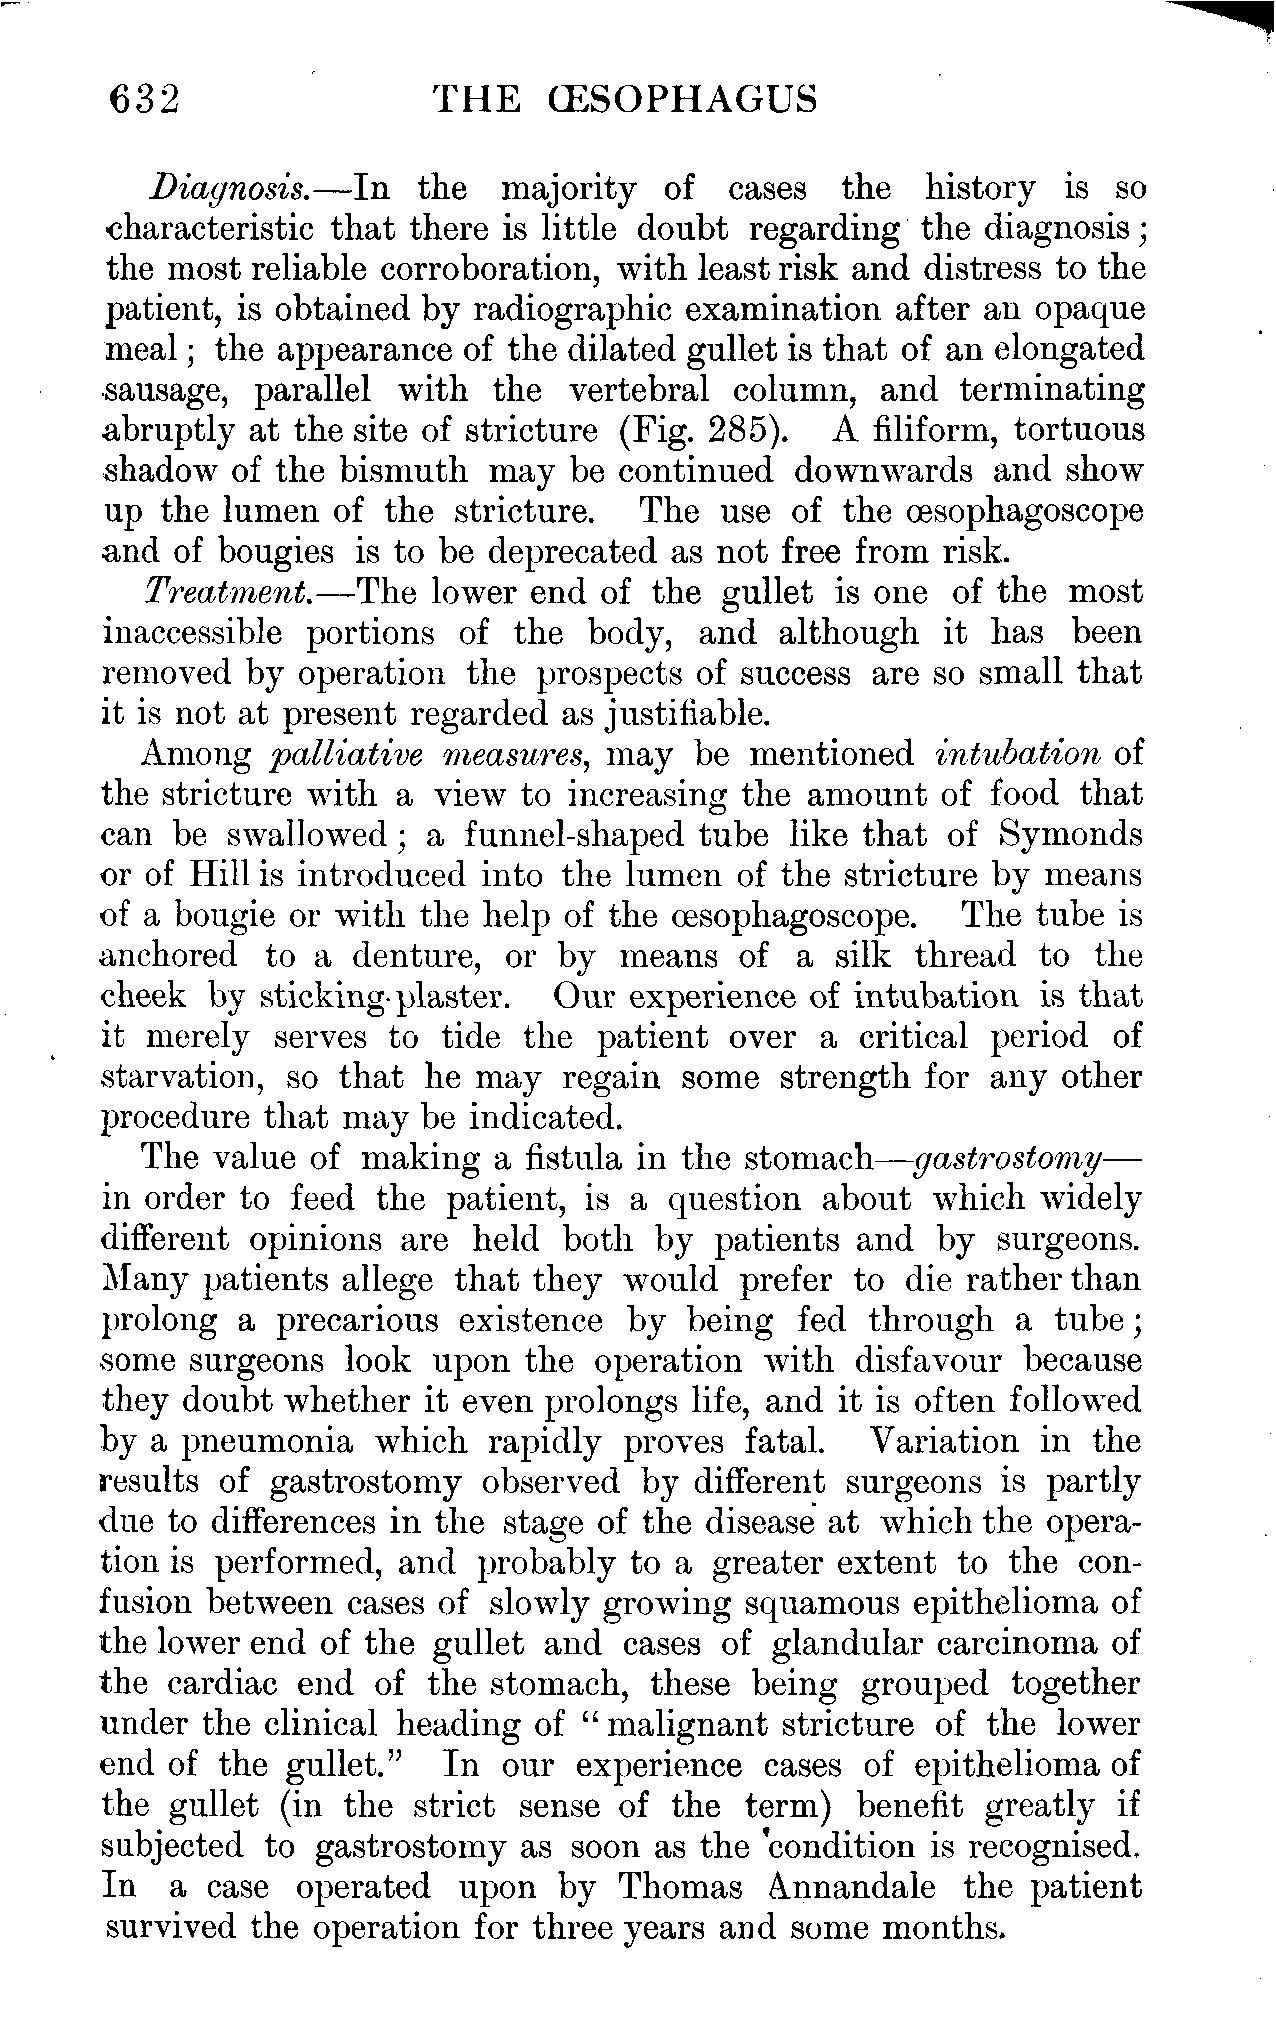 632 THE ŒSOPHAGUS
Diagnosis.—In the majority of cases the history is so
characteristic that there is little doubt regarding the diagnosis;
the most reliable corroboration, with least risk and distress to the
patient, is obtained by radiographic examination after an opaque
meal; the appearance of the dilated gullet is that of an elongated
sausage, parallel with the vertebral column, and terminating
abruptly at the site of stricture (Fig. 285). A filiform, tortuous
shadow of the bismuth may be continued downwards and show
up the lumen of the stricture. The use of the œsophagoscope
and of bougies is to be deprecated as not free from risk.
Treatment.—The lower end of the gullet is one of the most
inaccessible portions of the body, and although it has been
removed by operation the prospects of success are so small that
it is not at present regarded as justifiable.
Among palliative measures, may be mentioned intubation of
the stricture with a view to increasing the amount of food that
can be swallowed; a funnel-shaped tube like that of Symonds
or of Hill is introduced into the lumen of the stricture by means
of a bougie or with the help of the œsophagoscope. The tube is
anchored to a denture, or by means of a silk thread to the
cheek by sticking-plaster. Our experience of intubation is that
it merely serves to tide the patient over a critical period of
starvation, so that he may regain some strength for any other
procedure that may be indicated.
The value of making a fistula in the stomach—gastrostomy—
in order to feed the patient, is a question about which widely
different opinions are held both by patients and by surgeons.
Many patients allege that they would prefer to die rather than
prolong a precarious existence by being fed through a tube;
some surgeons look upon the operation with disfavour because
they doubt whether it even prolongs life, and it is often followed
by a pneumonia which rapidly proves fatal. Variation in the
results of gastrostomy observed by different surgeons is partly
due to differences in the stage of the disease at which the opera-
tion is performed, and probably to a greater extent to the con-
fusion between cases of slowly growing squamous epithelioma of
the lower end of the gullet and cases of glandular carcinoma of
the cardiac end of the stomach, these being grouped together
under the clinical heading of "malignant stricture of the lower
end of the gullet." In our experience cases of epithelioma of
the gullet (in the strict sense of the term) benefit greatly if
subjected to gastrostomy as soon as the condition is recognised.
In a case operated upon by Thomas Annandale the patient
survived the operation for three years and some months.